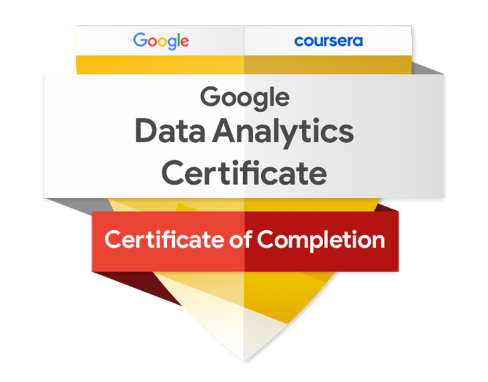 Google coursera
Google
Data Analytics
Certificate
Certificate of Completion